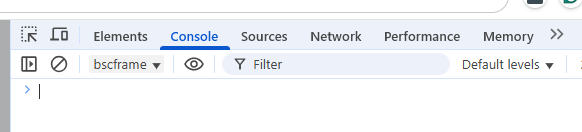 Elements Console Sources Network Performance Memory
bscframe Filter Default levels